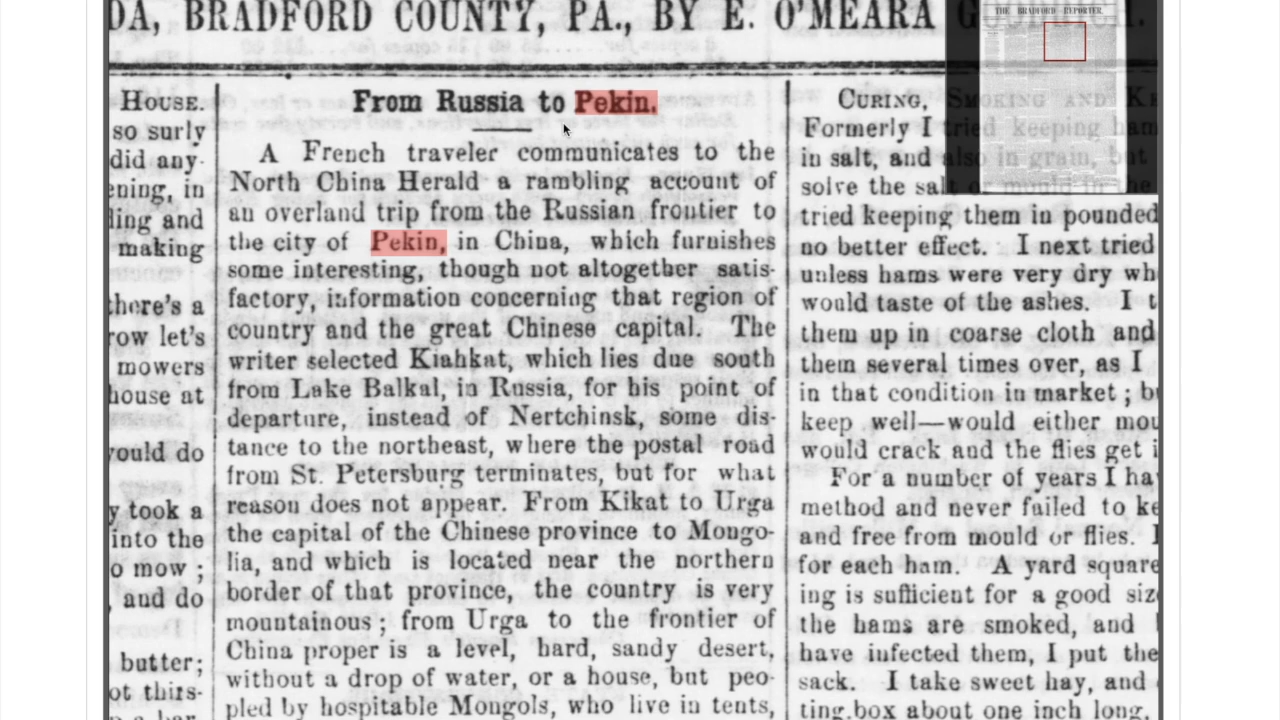 DA, BRADFORD COUNTY, PA., BY E. O'MEARA
THE BRADFORD REPORTER.
HOUSE.
so surly
did any-
ening, in
ling and
making
there's a
row let's
mowers
house at
would do
y took a
into the
o mow ;
, and do
butter;
ot thirs-
From Russia to Pekin.
A French traveler communicates to the
North China Herald a rambling account of
an overland trip from the Russian frontier to
the city of Pekin, in China, which furnishes
some interesting, though not altogether satis-
factory, information concerning that region of
country and the great Chinese capital. The
writer selected Kiahkat, which lies due south
from Lake Balkal, in Russia, for his point of
departure, instead of Nertchinsk, some dis-
tance to the northeast, where the postal road
from St. Petersburg terminates, but for what
reason does not appear. From Kikat to Urga
the capital of the Chinese province to Mongo-
lia, and which is located near the northern
border of that province, the country is very
mountainous ; from Urga to the frontier of
China proper is a level, hard, sandy desert,
without a drop of water, or a house, but peo-
pled by hospitable Mongols, who live in tents,
CURING, SMOKING AND
Formerly I tried keeping ham
in salt, and also in grain, but
solve the salt or mould in the
tried keeping them in pounded
no better effect. I next tried
unless hams were very dry wh
would taste of the ashes. I t
them up in coarse cloth and
them several times over, as I
in that condition in market ; bu
keep well—would either mou
would crack and the flies get i
For a number of years I ha
method and never failed to ke
and free from mould or flies. I
for each ham. A yard square
ing is sufficient for a good siz
the hams are smoked, and
have infected them, I put the
sack. I take sweet hay, and
ting.box about one inch long,